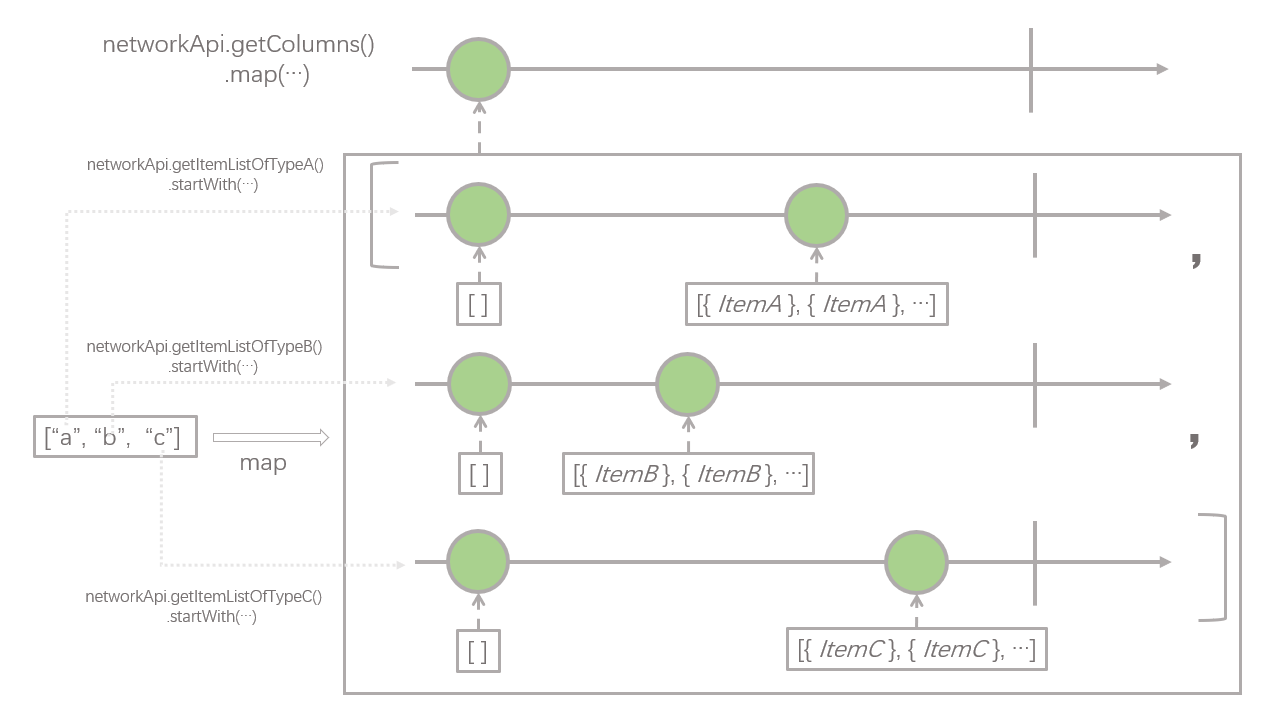 networkApi.getColumns()
.map(···)
networkApi.getItemListOfTypeA()
.startWith(···)
,
[ ]
[{ ItemA }, { ItemA }, ···]
networkApi.getItemListOfTypeB()
.startWith(···)
["a", "b", "c"]
map
,
[ ]
[{ ItemB }, { ItemB }, ···]
networkApi.getItemListOfTypeC()
.startWith(···)
[ ]
[{ ItemC }, { ItemC }, ···]